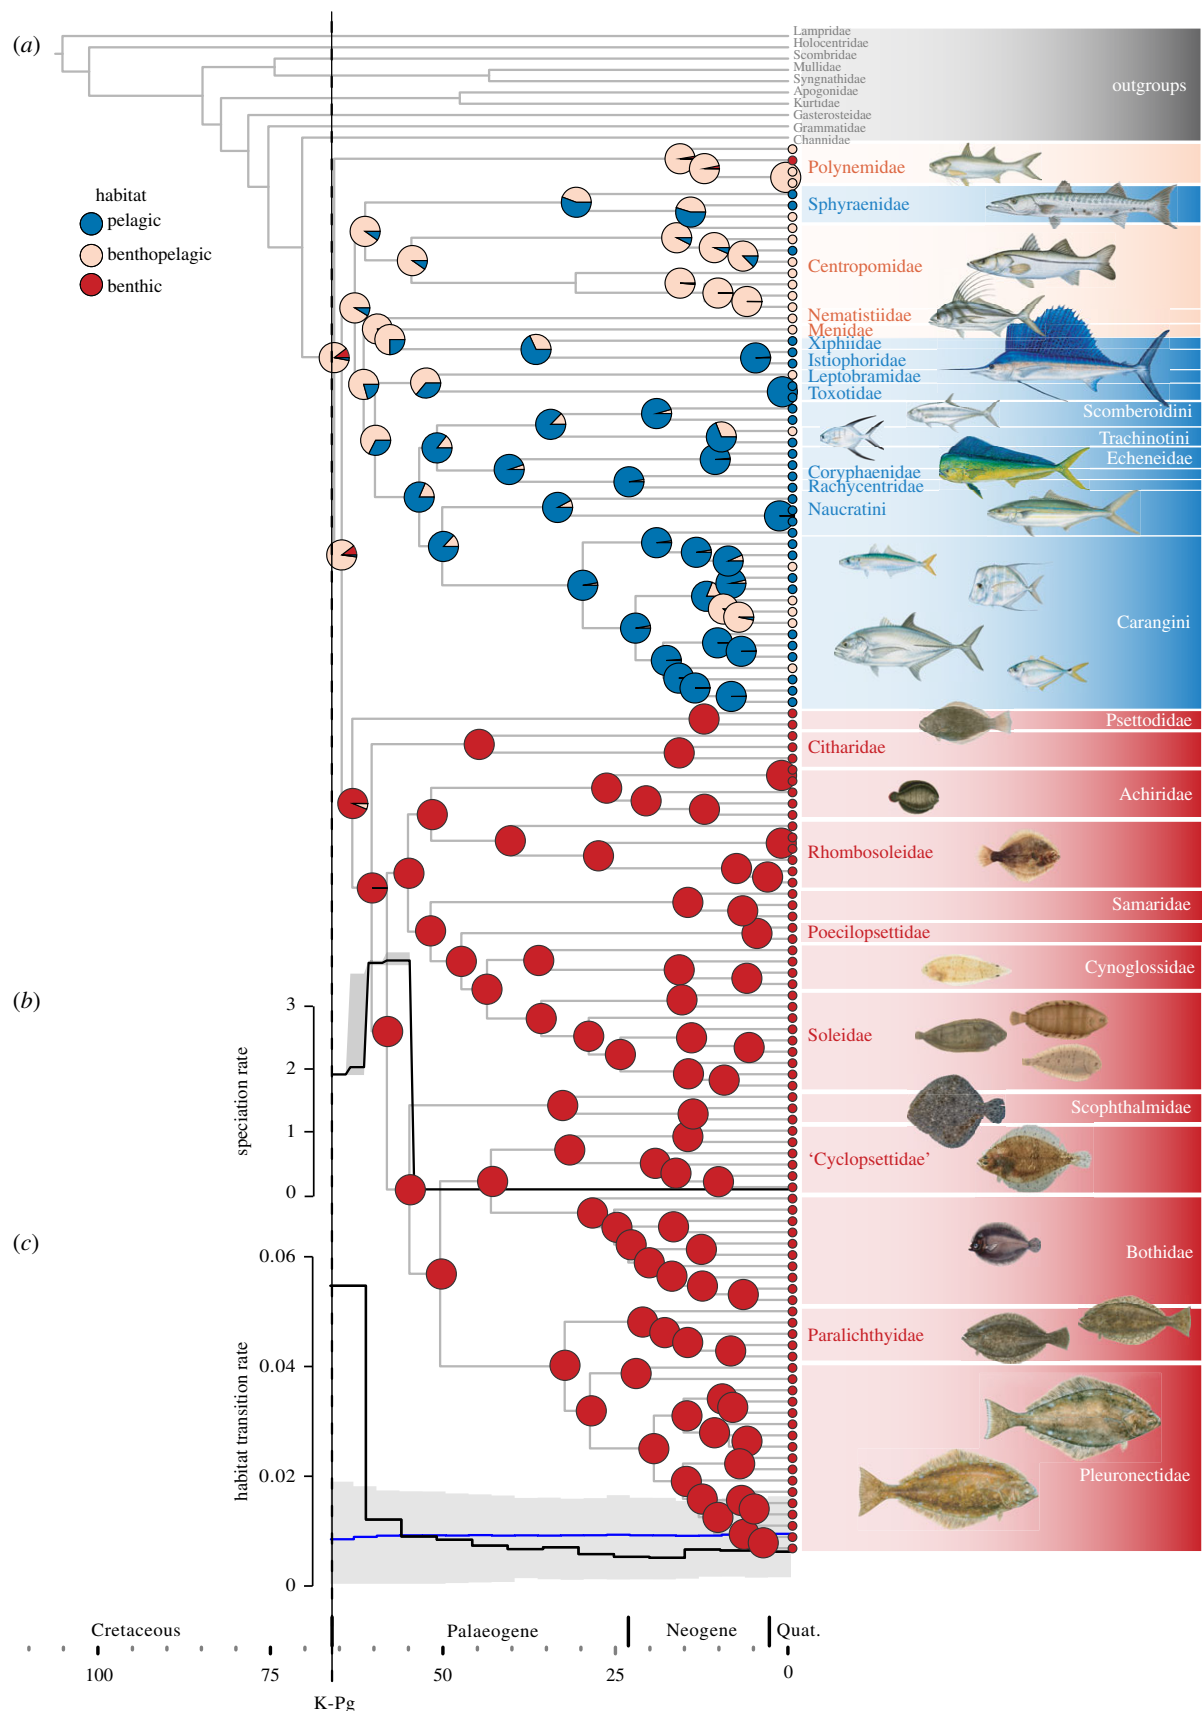 (a)
Lampridae
Holocentridae
Scombridae
Mullidae
Syngnathidae
Apogonidae
Kurtidae
Gasterosteidae
Grammatidae
Channidae
outgroups
habitat
pelagic
benthopelagic
benthic
Polynemidae
Sphyraenidae
Centropomidae
Nematistiidae
Menidae
Xiphiidae
Istiophoridae
Leptobramidae
Toxotidae
Scomberoidini
Trachinotini
Echeneidae
Coryphaenidae
Rachycentridae
Naucratini
Carangini
Psettodidae
Citharidae
Achiridae
Rhombosoleidae
Samaridae
Poecilopsettidae
Cynoglossidae
Soleidae
Scophthalmidae
'Cyclopsettidae'
Bothidae
Paralichthyidae
Pleuronectidae
(b)
speciation rate
3
2
1
0
(c)
habitat transition rate
0.06
0.04
0.02
0
Cretaceous
Palaeogene
Neogene
Quat.
100
75
50
25
0
K-Pg